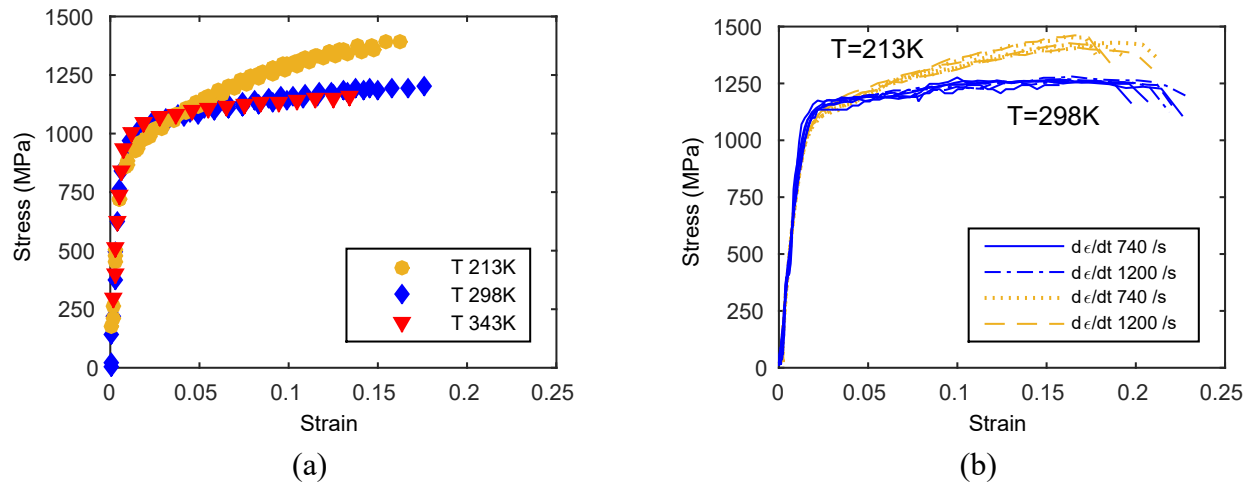 1500
1250
1000
750
500
250
0
0
0.05
0.1
0.15
0.2
0.25
Stress (MPa)
Strain
T 213K
T 298K
T 343K
(a)
1500
1250
1000
750
500
250
0
0
0.05
0.1
0.15
0.2
0.25
Stress (MPa)
Strain
T=213K
T=298K
dϵ/dt 740 /s
dϵ/dt 1200 /s
dϵ/dt 740 /s
dϵ/dt 1200 /s
(b)